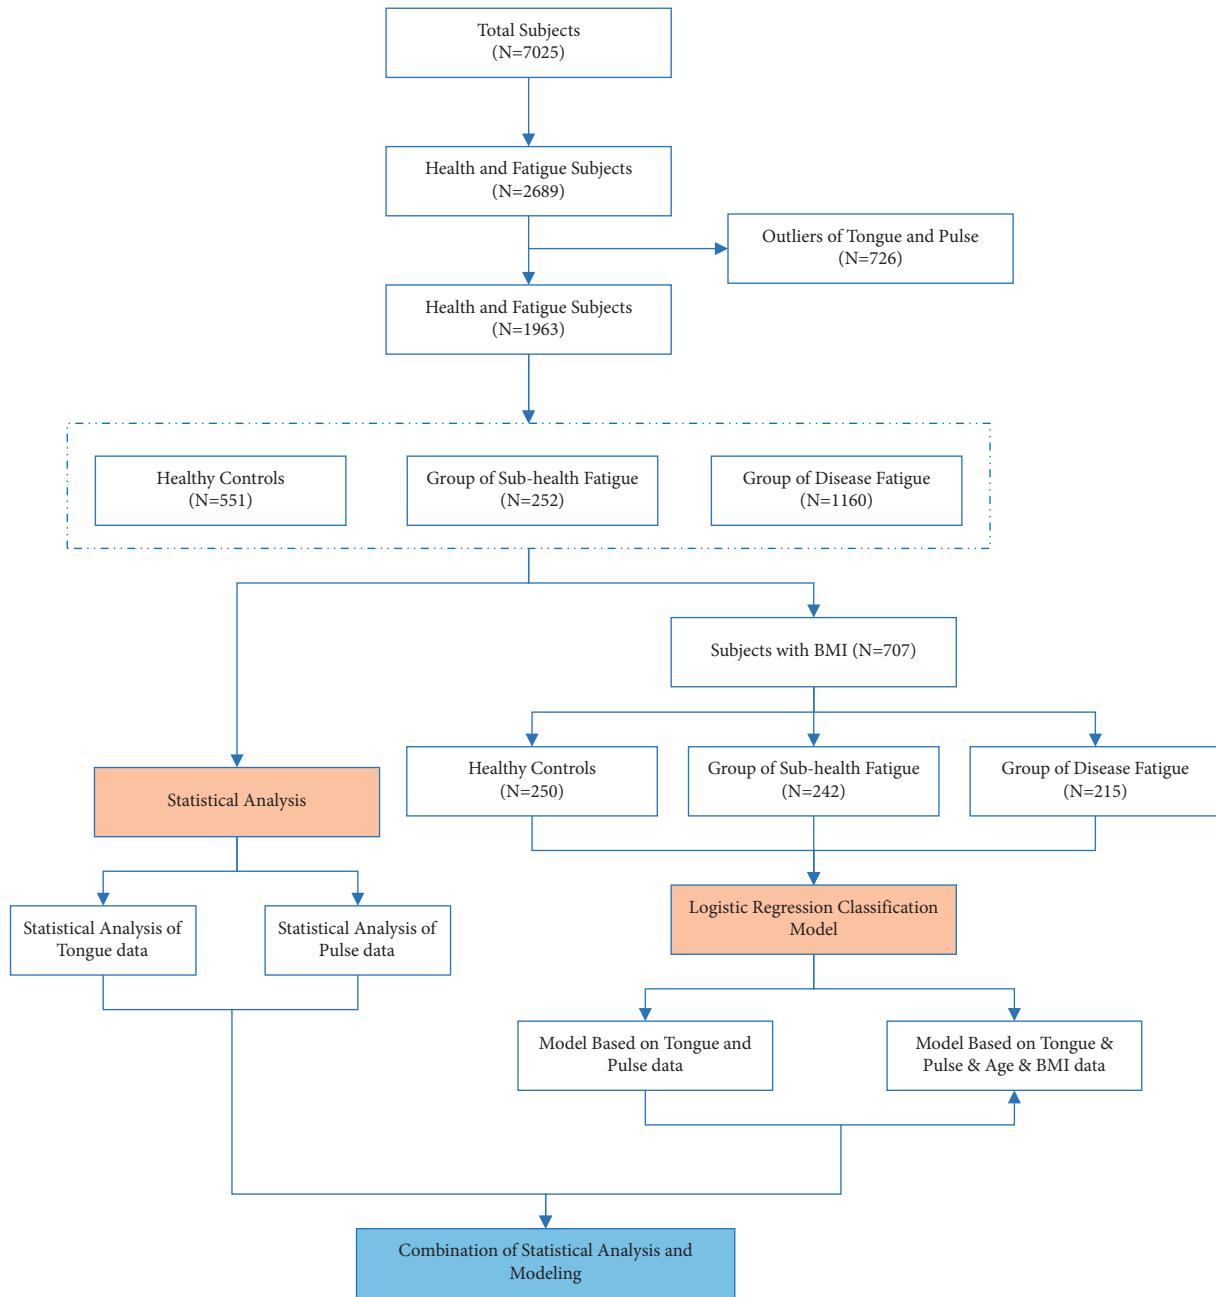 Total Subjects
(N=7025)
Health and Fatigue Subjects
(N=2689)
Outliers of Tongue and Pulse
(N=726)
Health and Fatigue Subjects
(N=1963)
Healthy Controls
(N=551)
Group of Sub-health Fatigue
(N=252)
Group of Disease Fatigue
(N=1160)
Subjects with BMI (N=707)
Healthy Controls
(N=250)
Group of Sub-health Fatigue
(N=242)
Group of Disease Fatigue
(N=215)
Statistical Analysis
Statistical Analysis of
Tongue data
Statistical Analysis of
Pulse data
Logistic Regression Classification
Model
Model Based on Tongue and
Pulse data
Model Based on Tongue &
Pulse & Age & BMI data
Combination of Statistical Analysis and
Modeling